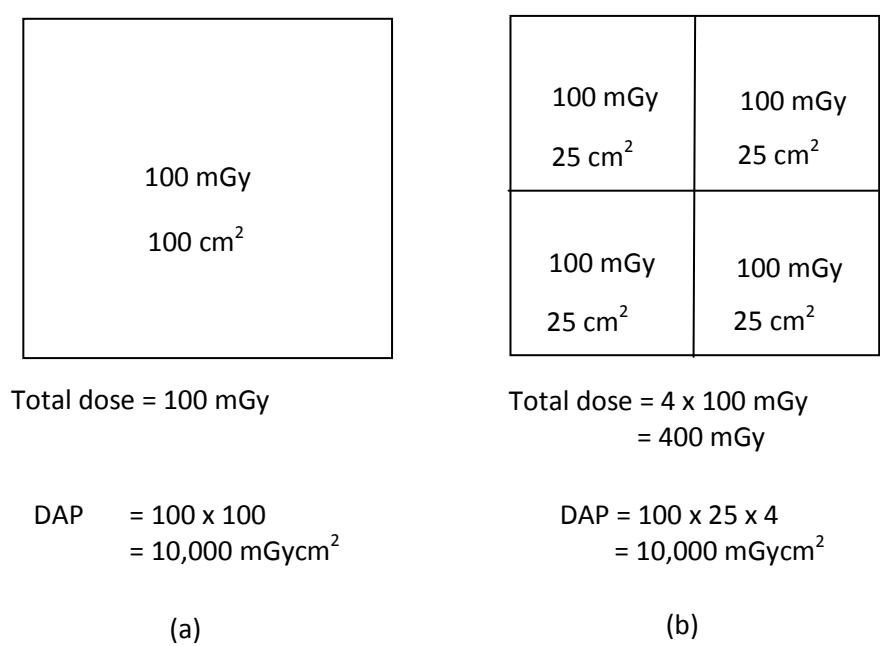 100 mGy
100 cm²
Total dose = 100 mGy
DAP = 100 x 100
= 10,000 mGycm²
(a)
100 mGy
25 cm²
100 mGy
25 cm²
100 mGy
25 cm²
100 mGy
25 cm²
Total dose = 4 x 100 mGy
= 400 mGy
DAP = 100 x 25 x 4
= 10,000 mGycm²
(b)